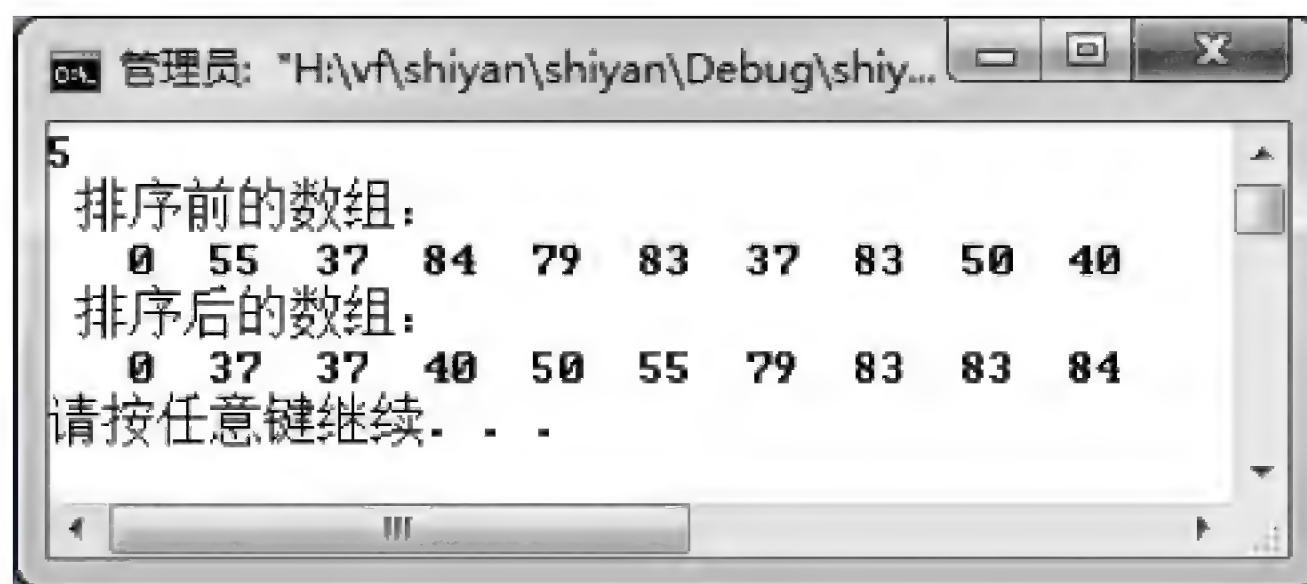 管理员: "H:\vf\shiyan\shiyan\Debug\shiy...
5
排序前的数组：
0 55 37 84 79 83 37 83 50 40
排序后的数组：
0 37 37 40 50 55 79 83 83 84
请按任意键继续. . .